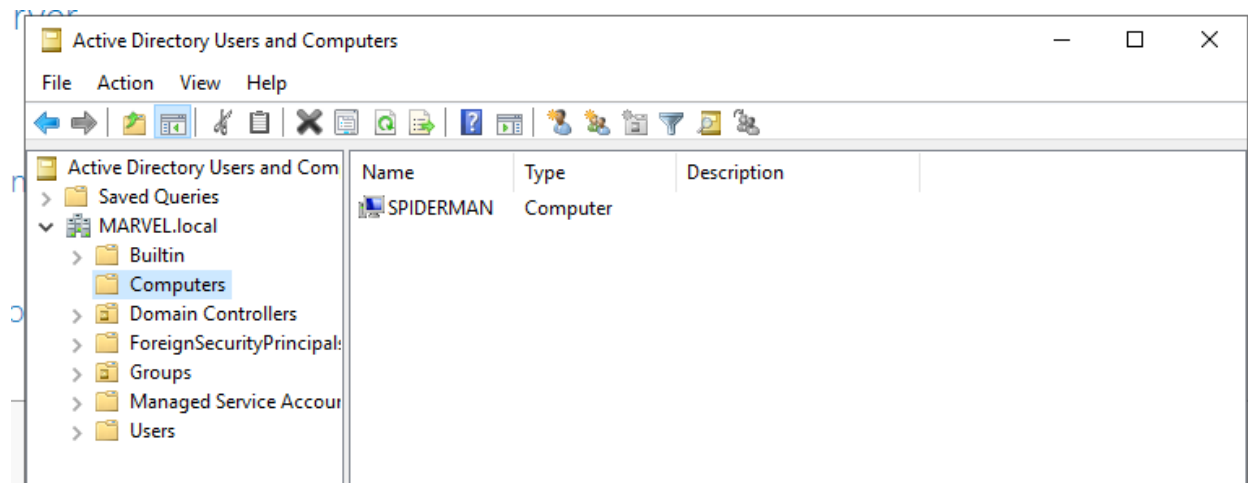 Active Directory Users and Computers
File Action View Help
Active Directory Users and Com
Name Type Description
Saved Queries
SPIDERMAN Computer
MARVEL.local
Builtin
Computers
Domain Controllers
ForeignSecurityPrincipals
Groups
Managed Service Accour
Users